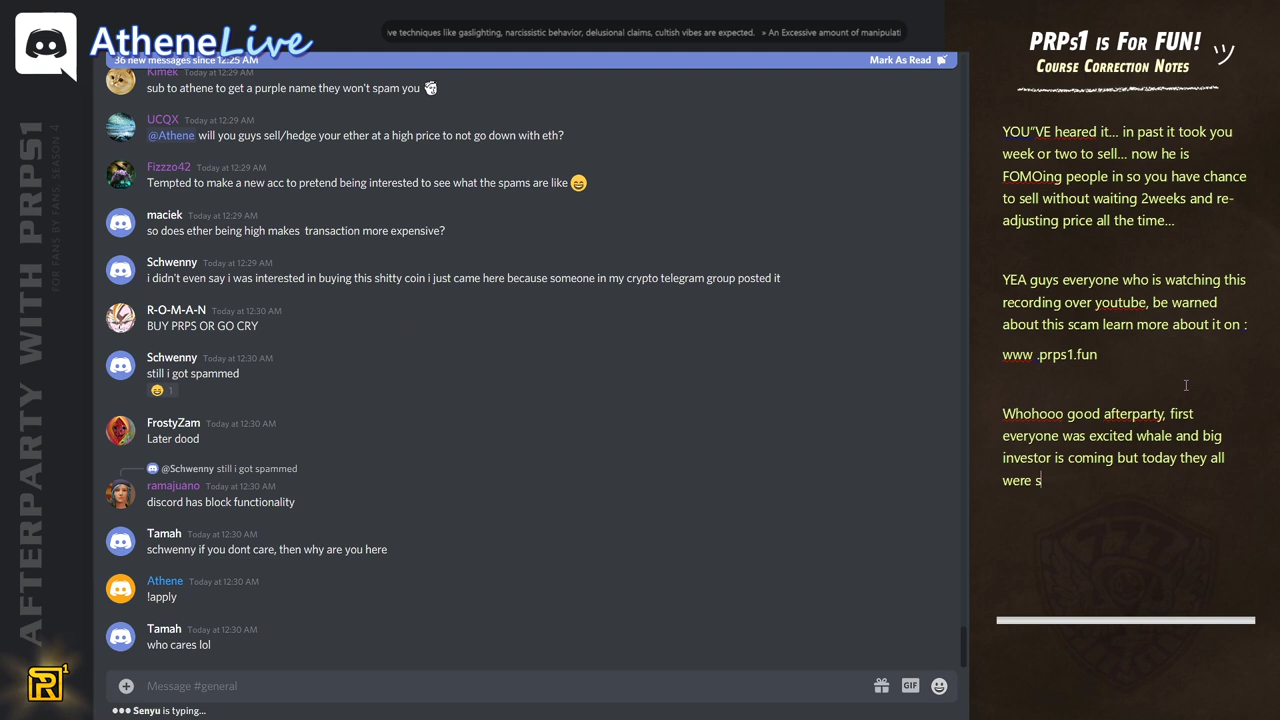 AtheneLive
ive techniques like gaslighting, narcissistic behavior, delusional claims, cultish vibes are expected.   » An Excessive amount of manipulati
36 new messages since 12:25 AM
Mark As Read
Kimek Today at 12:29 AM
sub to athene to get a purple name they won't spam you
UCQX Today at 12:29 AM
@Athene will you guys sell/hedge your ether at a high price to not go down with eth?
Fizzzo42 Today at 12:29 AM
Tempted to make a new acc to pretend being interested to see what the spams are like
maciek Today at 12:29 AM
so does ether being high makes  transaction more expensive?
Schwenny Today at 12:29 AM
i didn't even say i was interested in buying this shitty coin i just came here because someone in my crypto telegram group posted it
R-O-M-A-N Today at 12:30 AM
BUY PRPS OR GO CRY
Schwenny Today at 12:30 AM
still i got spammed
1
FrostyZam Today at 12:30 AM
Later dood
@Schwenny still i got spammed
ramajuano Today at 12:30 AM
discord has block functionality
Tamah Today at 12:30 AM
schwenny if you dont care, then why are you here
Athene Today at 12:30 AM
!apply
Tamah Today at 12:30 AM
who cares lol
Message #general
GIF
Senyu is typing...
AFTERPARTY WITH PRPS1
FOR FANS BY FANS, SEASON 4
R1
PRPs1 is For FUN!
Course Correction Notes
ツ
YOU"VE heared it... in past it took you
week or two to sell... now he is
FOMOing people in so you have chance
to sell without waiting 2weeks and re-
adjusting price all the time...
YEA guys everyone who is watching this
recording over youtube, be warned
about this scam learn more about it on :
www .prps1.fun
Whohooo good afterparty, first
everyone was excited whale and big
investor is coming but today they all
were s